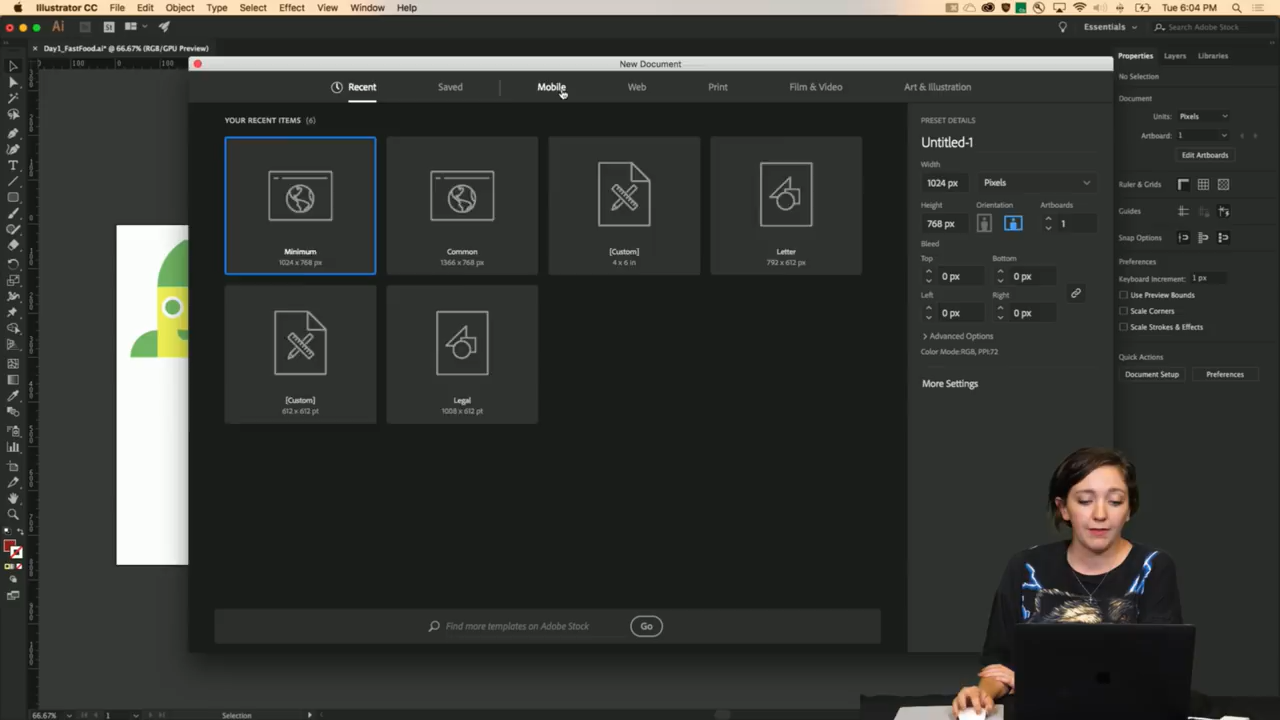 Illustrator CC File Edit Object Type Select Effect View Window Help
Tue 6:04 PM
Ai Br St
Essentials
Search Adobe Stock
Day1_FastFood.ai* @ 66.67% (RGB/GPU Preview)
New Document
Recent Saved Mobile Web Print Film & Video Art & Illustration
YOUR RECENT ITEMS (6)
Minimum
1024 x 768 px
Common
1366 x 768 px
[Custom]
4 x 6 in
Letter
792 x 612 px
[Custom]
612 x 612 pt
Legal
1008 x 612 pt
Find more templates on Adobe Stock
Go
PRESET DETAILS
Untitled-1
Width
1024 px Pixels
Height Orientation Artboards
768 px 1
Bleed
Top Bottom
0 px 0 px
Left Right
0 px 0 px
Advanced Options
Color Mode:RGB, PPI:72
More Settings
Properties Layers Libraries
No Selection
Document
Units: Pixels
Artboard: 1
Edit Artboards
Ruler & Grids
Guides
Snap Options
Preferences
Keyboard Increment: 1 px
Use Preview Bounds
Scale Corners
Scale Strokes & Effects
Quick Actions
Document Setup Preferences
66.67% 1 Selection